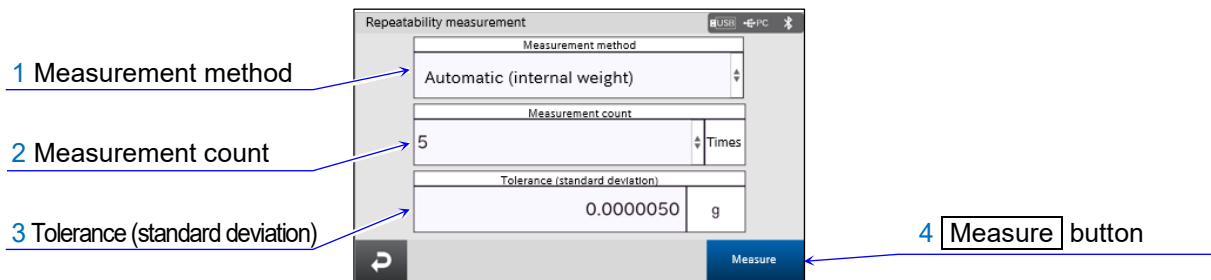 Repeatability measurement
USB PC
Measurement method
1 Measurement method
Automatic (internal weight)
Measurement count
2 Measurement count
5 Times
Tolerance (standard deviation)
0.0000050 g
3 Tolerance (standard deviation)
4 Measure button
Measure